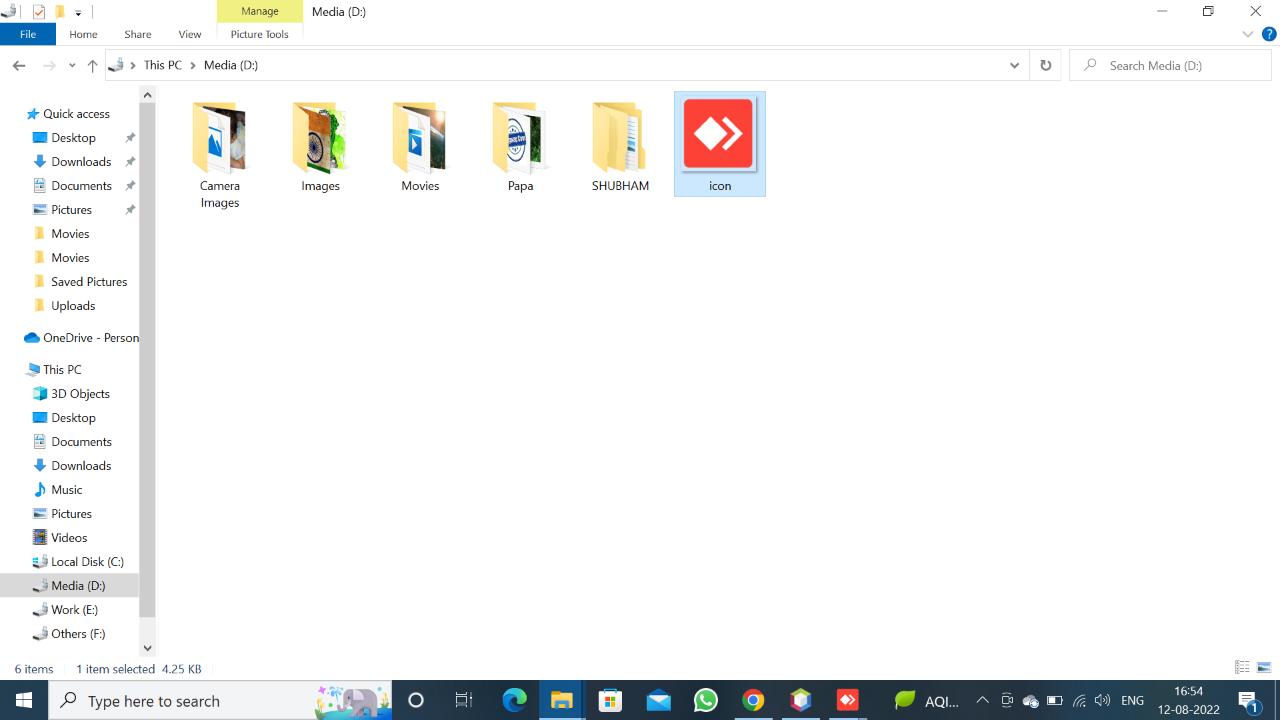 Manage
Media (D:)
File
Home
Share
View
Picture Tools
This PC
Media (D:)
Search Media (D:)
Quick access
Desktop
Downloads
Documents
Pictures
Movies
Movies
Saved Pictures
Uploads
OneDrive - Person
This PC
3D Objects
Desktop
Documents
Downloads
Music
Pictures
Videos
Local Disk (C:)
Media (D:)
Work (E:)
Others (F:)
Camera
Images
Images
Movies
Papa
SHUBHAM
icon
6 items
1 item selected 4.25 KB
Type here to search
AQI...
ENG
16:54
12-08-2022
1